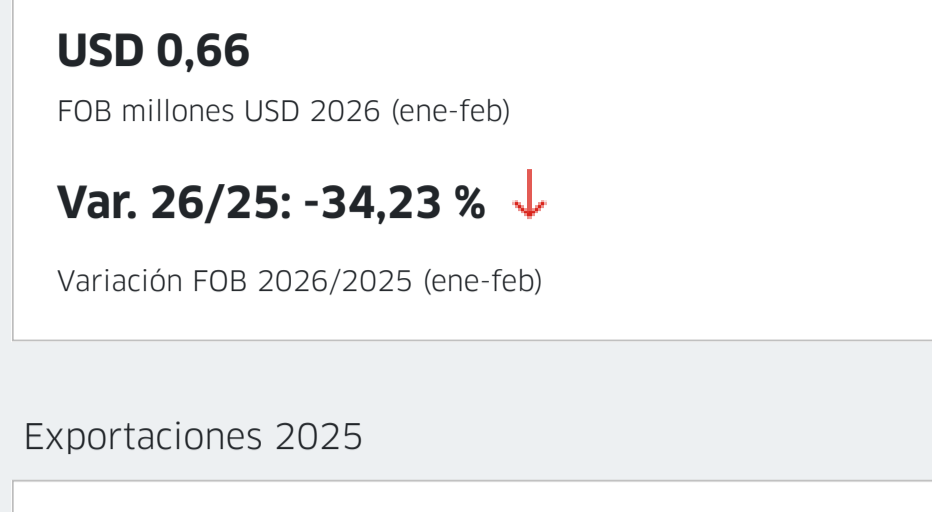 USD 0,66
FOB millones USD 2026 (ene-feb)
Var. 26/25: -34,23 %
Variación FOB 2026/2025 (ene-feb)
Exportaciones 2025